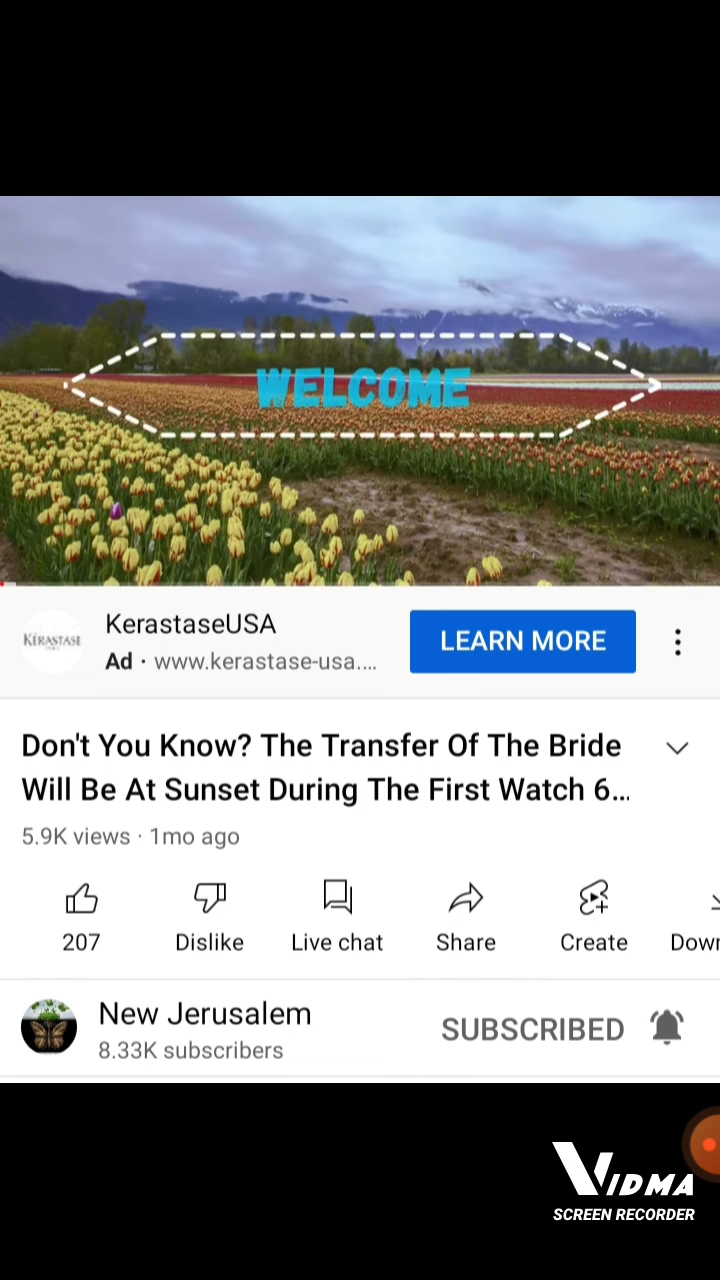 WELCOME
KÉRASTASE
KerastaseUSA
LEARN MORE
Ad · www.kerastase-usa....
Don't You Know? The Transfer Of The Bride
Will Be At Sunset During The First Watch 6...
5.9K views · 1mo ago
207
Dislike
Live chat
Share
Create
Down
New Jerusalem
8.33K subscribers
SUBSCRIBED
VIDMA
SCREEN RECORDER